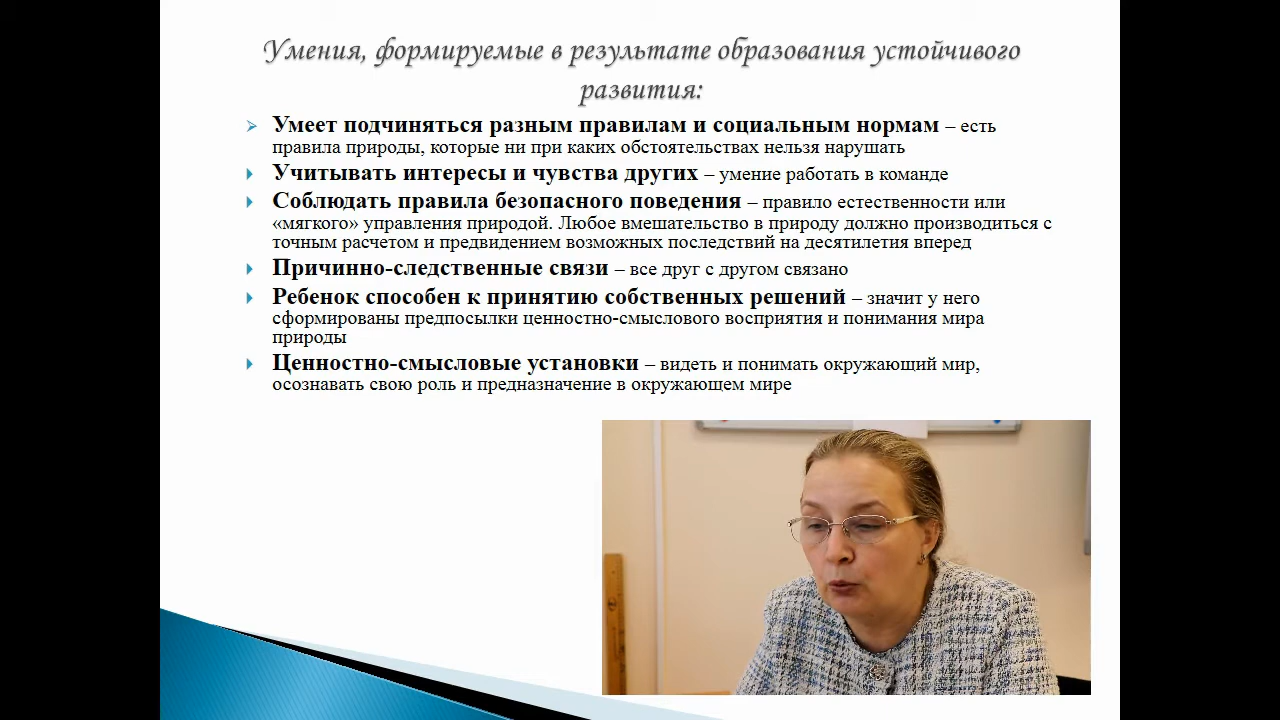 Умения, формируемые в результате образования устойчивого
развития:
Умеет подчиняться разным правилам и социальным нормам – есть
правила природы, которые ни при каких обстоятельствах нельзя нарушать
Учитывать интересы и чувства других – умение работать в команде
Соблюдать правила безопасного поведения – правило естественности или
«мягкого» управления природой. Любое вмешательство в природу должно производиться с
точным расчетом и предвидением возможных последствий на десятилетия вперед
Причинно-следственные связи – все друг с другом связано
Ребенок способен к принятию собственных решений – значит у него
сформированы предпосылки ценностно-смыслового восприятия и понимания мира
природы
Ценностно-смысловые установки – видеть и понимать окружающий мир,
осознавать свою роль и предназначение в окружающем мире